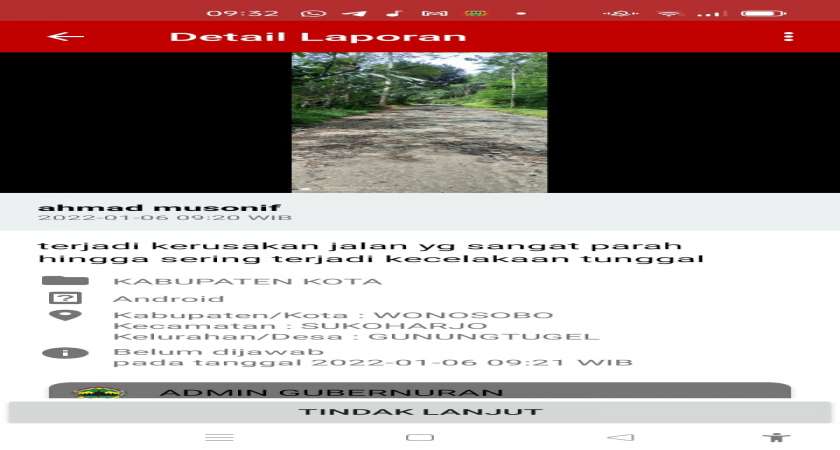 09:32
Detail Laporan
ahmad musonif
2022-01-06 09:20 WIB
terjadi kerusakan jalan yg sangat parah
hingga sering terjadi kecelakaan tunggal
KABUPATEN KOTA
Android
Kabupaten/Kota : WONOSOBO
Kecamatan : SUKOHARJO
Kelurahan/Desa : GUNUNGTUGEL
Belum dijawab
pada tanggal 2022-01-06 09:21 WIB
ADMIN GUBERNURAN
TINDAK LANJUT